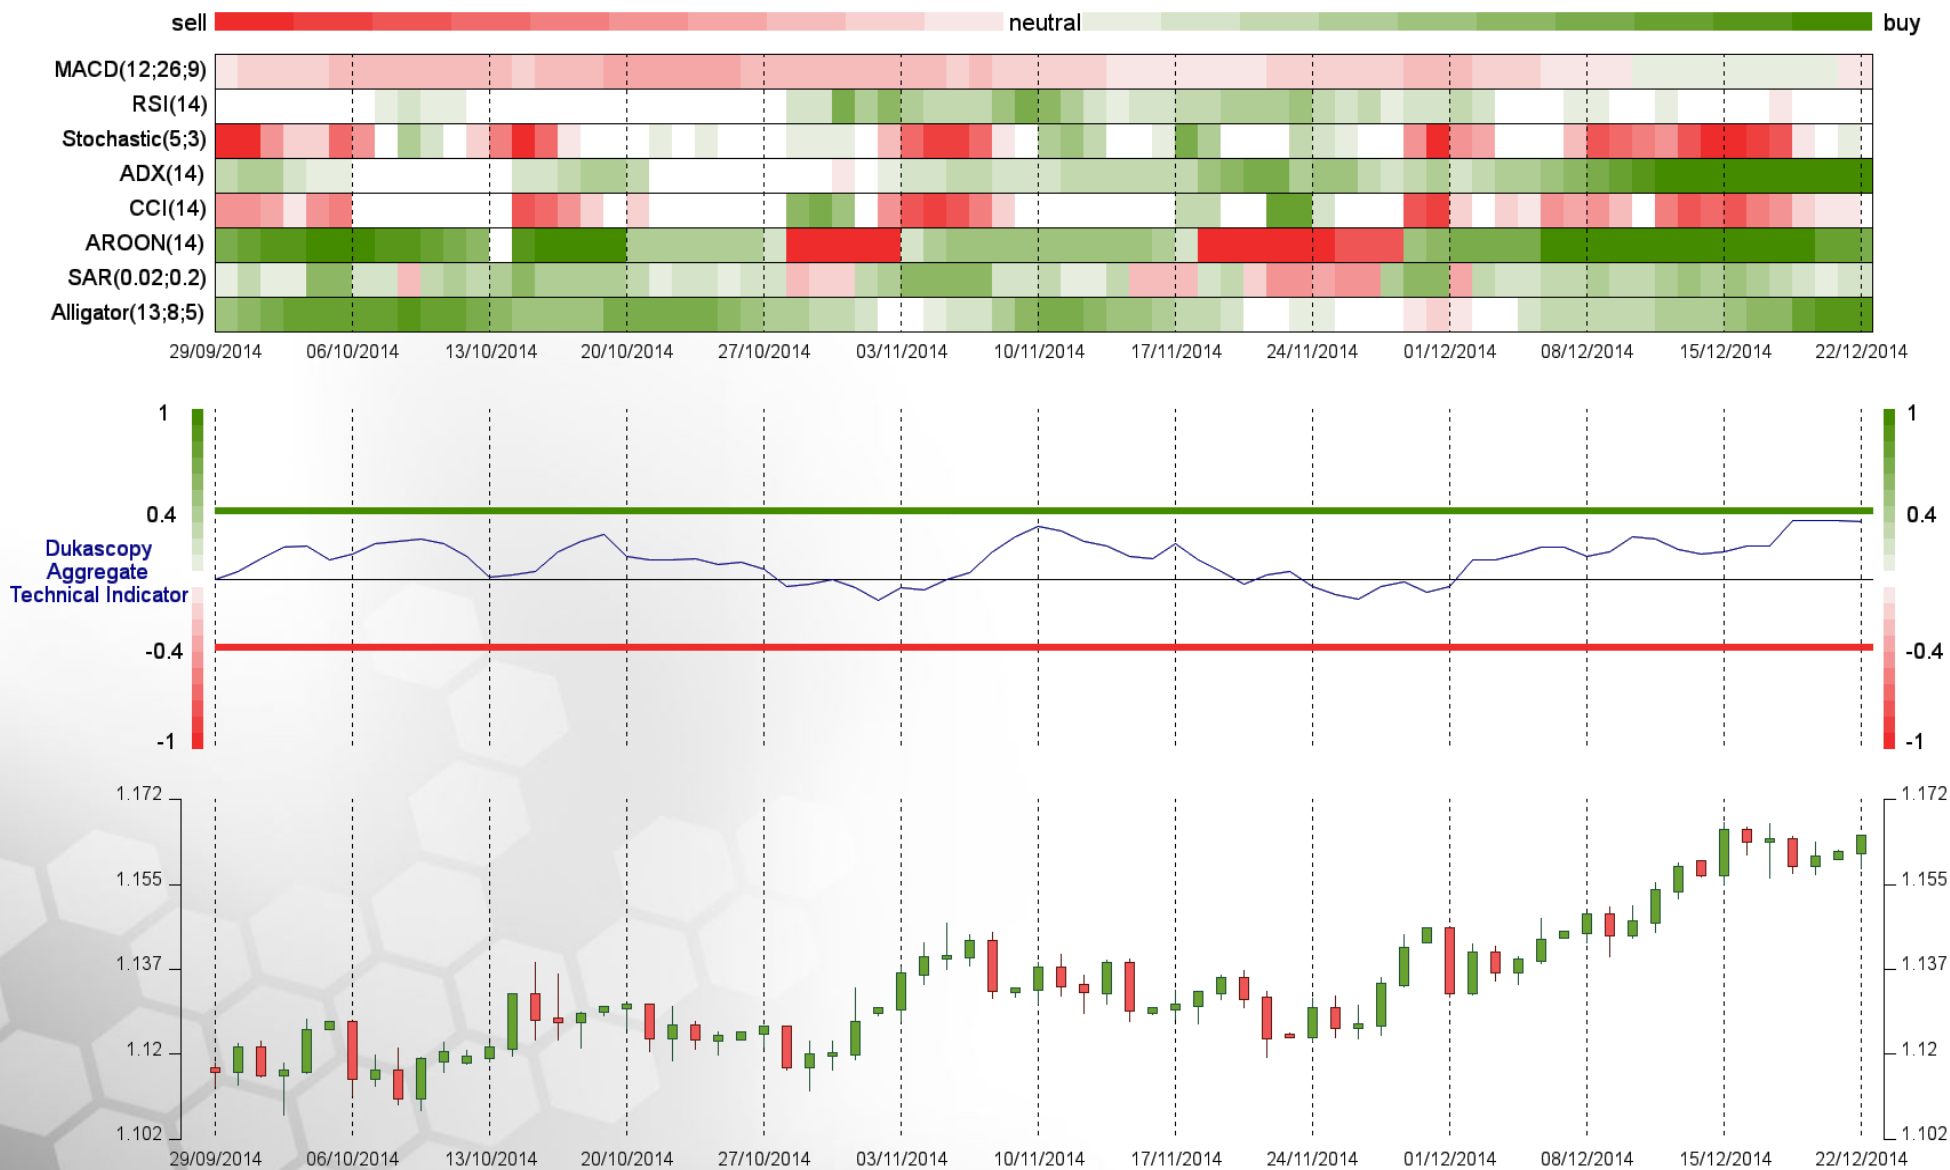 sell neutral buy
MACD(12;26;9)
RSI(14)
Stochastic(5;3)
ADX(14)
CCI(14)
AROON(14)
SAR(0.02;0.2)
Alligator(13;8;5)
29/09/2014 06/10/2014 13/10/2014 20/10/2014 27/10/2014 03/11/2014 10/11/2014 17/11/2014 24/11/2014 01/12/2014 08/12/2014 15/12/2014 22/12/2014
1 1
0.4 0.4
Dukascopy
Aggregate
Technical Indicator
-0.4 -0.4
-1 -1
1.172 1.172
1.155 1.155
1.137 1.137
1.12 1.12
1.102 1.102
29/09/2014 06/10/2014 13/10/2014 20/10/2014 27/10/2014 03/11/2014 10/11/2014 17/11/2014 24/11/2014 01/12/2014 08/12/2014 15/12/2014 22/12/2014